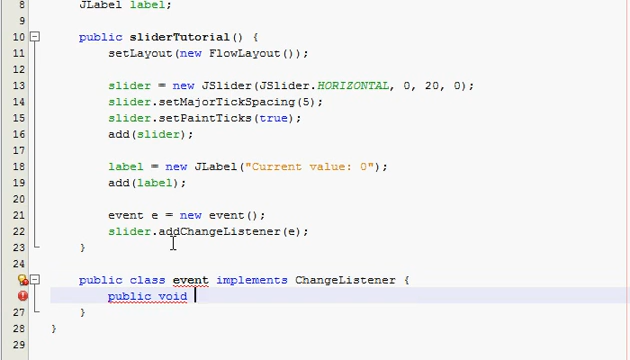 8 JLabel label;
9
10 public sliderTutorial() {
11 setLayout(new FlowLayout());
12
13 slider = new JSlider(JSlider.HORIZONTAL, 0, 20, 0);
14 slider.setMajorTickSpacing(5);
15 slider.setPaintTicks(true);
16 add(slider);
17
18 label = new JLabel("Current value: 0");
19 add(label);
20
21 event e = new event();
22 slider.addChangeListener(e);
23 }
24
public class event implements ChangeListener {
public void
27 }
28 }
29